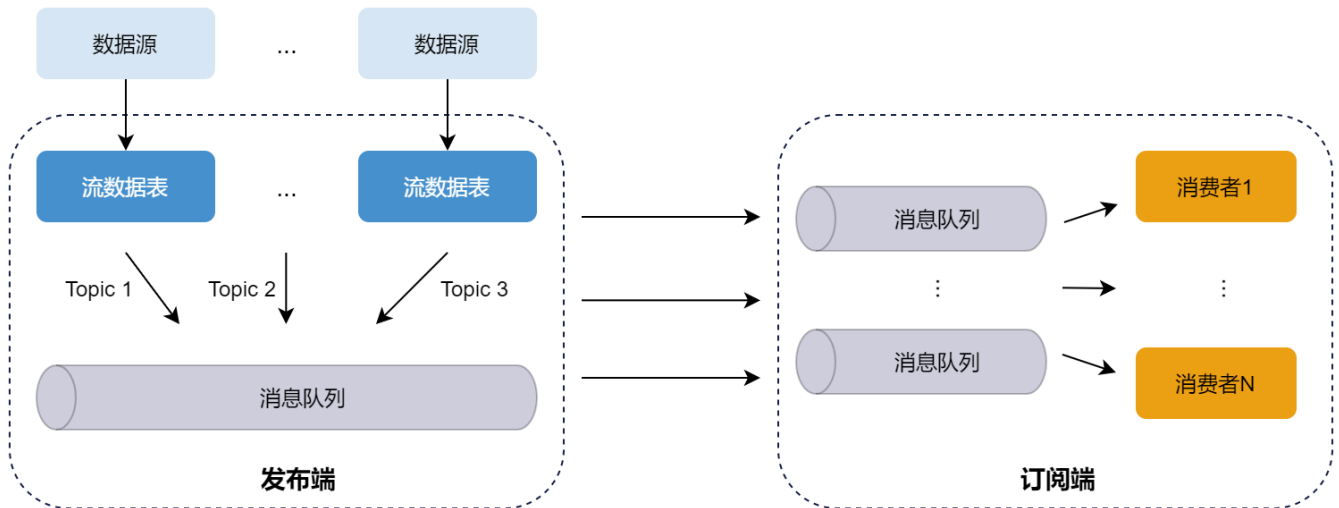 数据源 ... 数据源
流数据表 ... 流数据表
Topic 1 Topic 2 Topic 3
消息队列
发布端
消息队列 消费者1
⋮ ⋮
消息队列 消费者N
订阅端